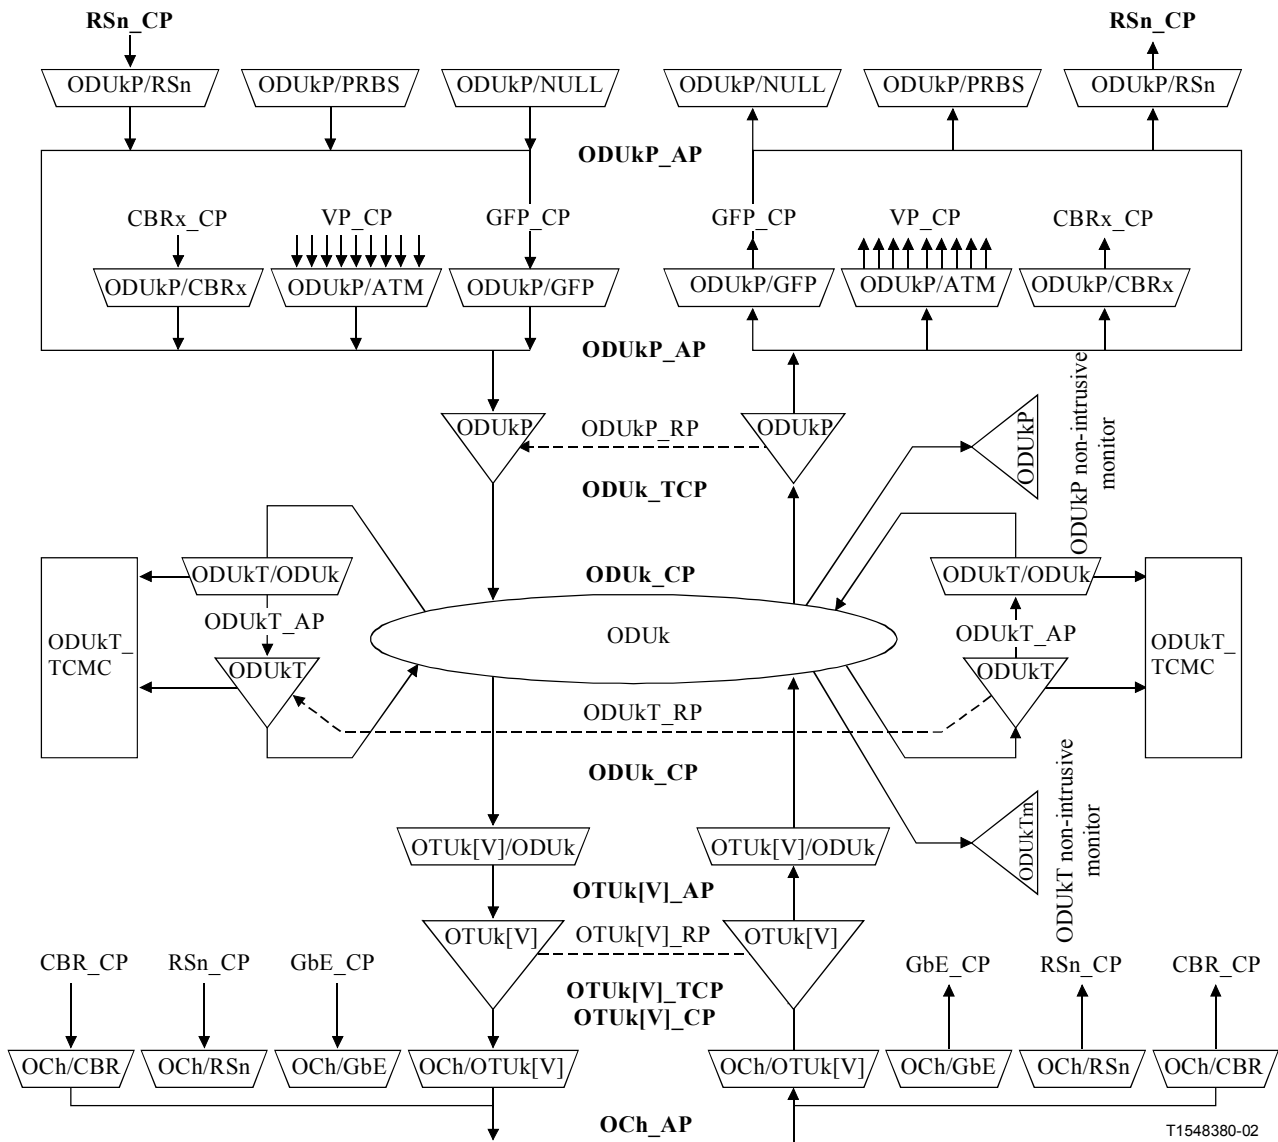 RSn_CP
RSn_CP
ODUkP/RSn
ODUkP/PRBS
ODUkP/NULL
ODUkP/NULL
ODUkP/PRBS
ODUkP/RSn
ODUkP_AP
CBRx_CP
VP_CP
GFP_CP
GFP_CP
VP_CP
CBRx_CP
ODUkP/CBRx
ODUkP/ATM
ODUkP/GFP
ODUkP/GFP
ODUkP/ATM
ODUkP/CBRx
ODUkP_AP
ODUkP
ODUkP_RP
ODUkP
ODUkP
ODUkP non-intrusive
monitor
ODUk_TCP
ODUkT/ODUk
ODUk_CP
ODUkT/ODUk
ODUkT_AP
ODUk
ODUkT_AP
ODUkT_
TCMC
ODUkT
ODUkT
ODUkT_
TCMC
ODUkT_RP
ODUk_CP
OTUk[V]/ODUk
OTUk[V]/ODUk
ODUkTm
ODUkT non-intrusive
monitor
OTUk[V]_AP
OTUk[V]
OTUk[V]_RP
OTUk[V]
CBR_CP
RSn_CP
GbE_CP
OTUk[V]_TCP
OTUk[V]_CP
GbE_CP
RSn_CP
CBR_CP
OCh/CBR
OCh/RSn
OCh/GbE
OCh/OTUk[V]
OCh/OTUk[V]
OCh/GbE
OCh/RSn
OCh/CBR
OCh_AP
T1548380-02